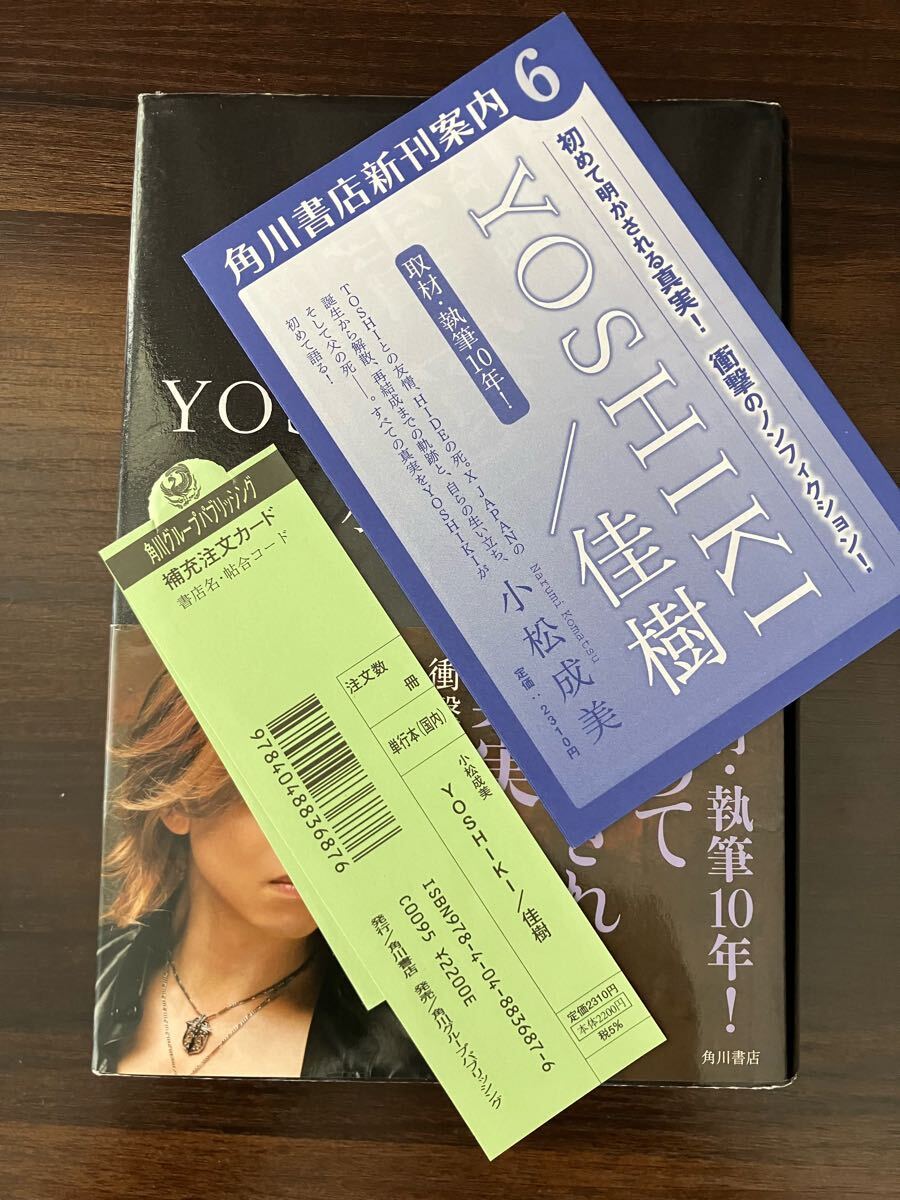 角川書店新刊案内 6
初めて明かされる真実! 衝撃のノンフィクション!
YOSHIKI/佳樹
取材・執筆10年!
TOSHIとの友情、HIDEの死。X JAPANの
誕生から解散、再結成までの軌跡と、自らの生い立ち、
そして父の死――。すべての真実をYOSHIKIが
初めて語る!
Narumi Komatsu
小松成美
定価:2310円
YOS
・執筆10年!
って
され
実
衝撃
角川書店
角川グループパブリッシング
補充注文カード
書店名・帖合コード
注文数
冊
単行本(国内)
小松成美
YOSHIKI/佳樹
9784048836876
ISBN978-4-04-883687-6
C0095 ¥2200E
発行/角川書店 発売/角川グループパブリッシング
定価2310円
本体2200円
税5%